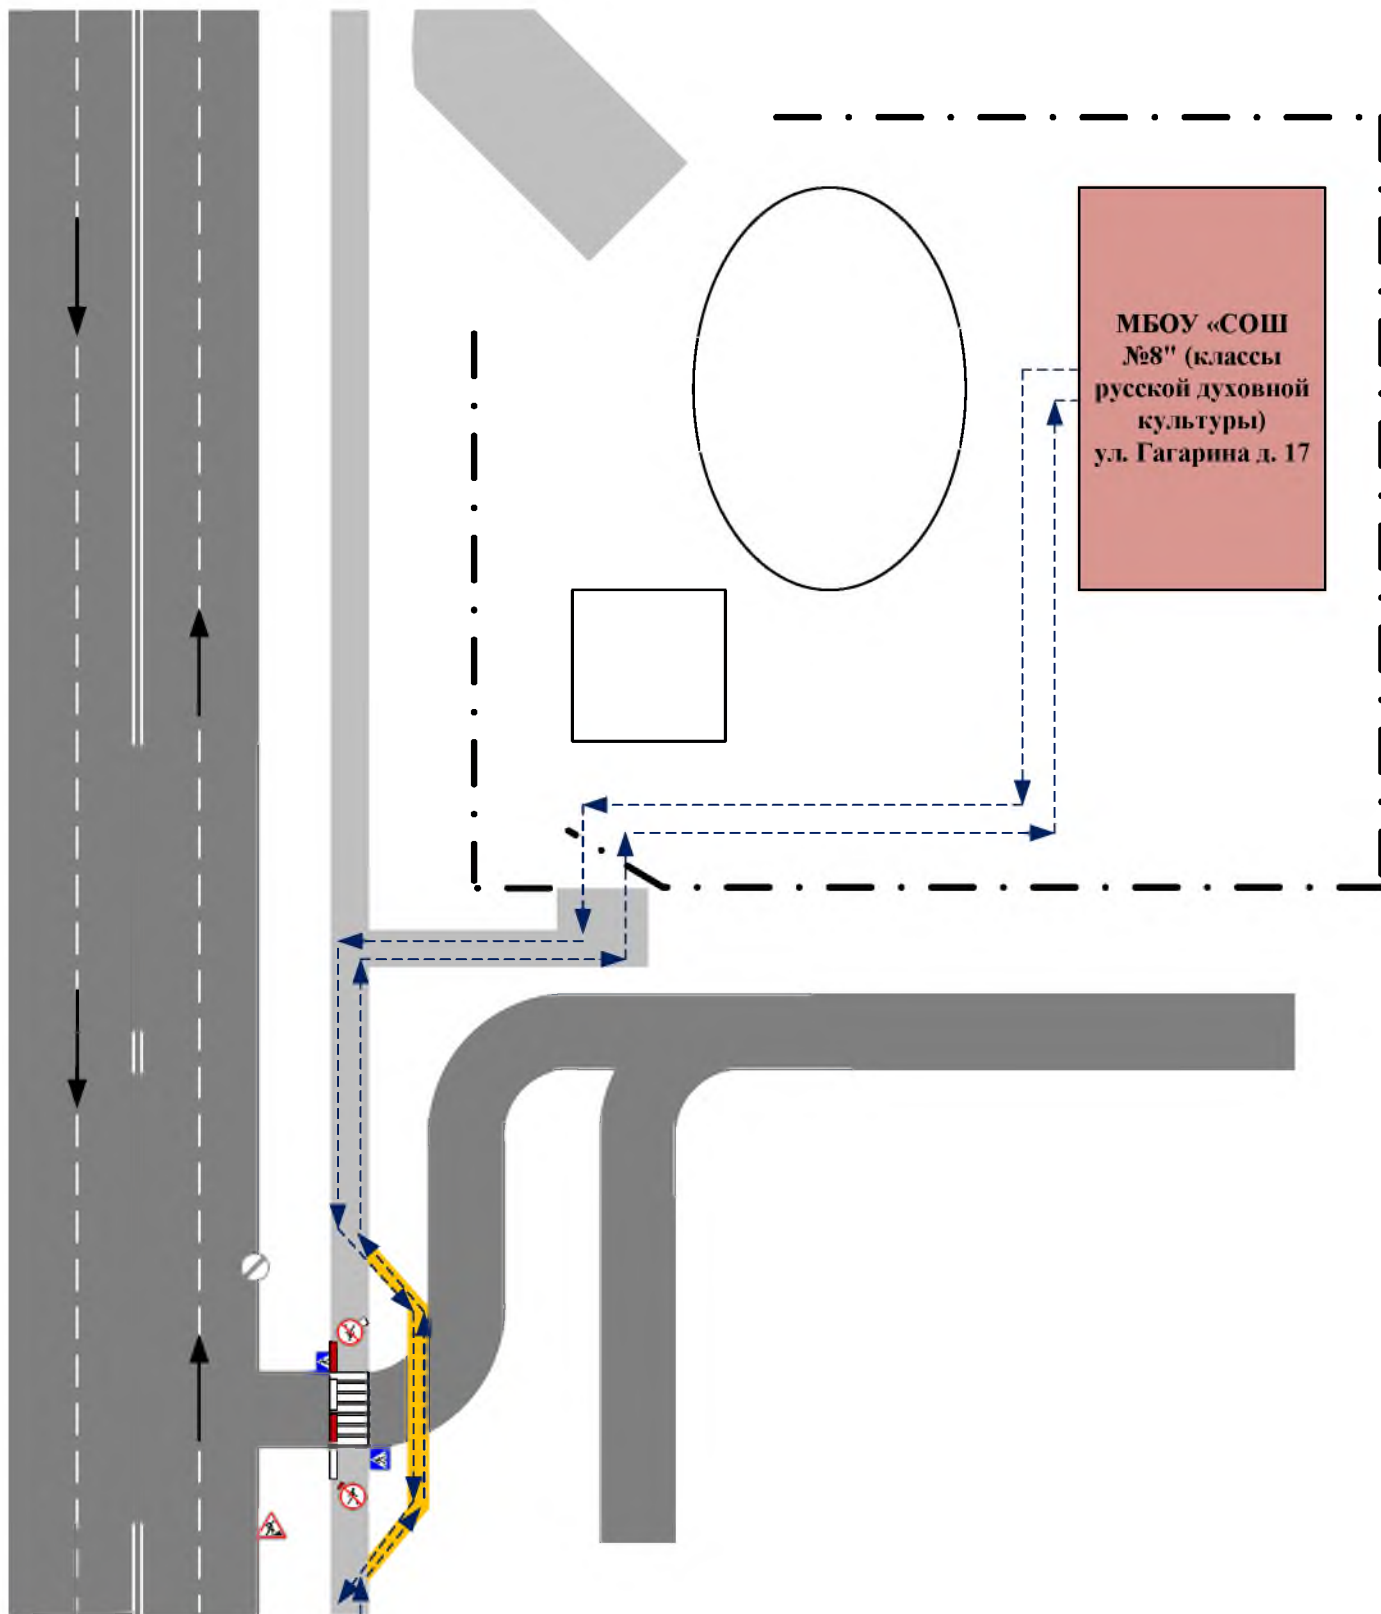 МБОУ «СОШ
№8" (классы
русской духовной
культуры)
ул. Гагарина д. 17